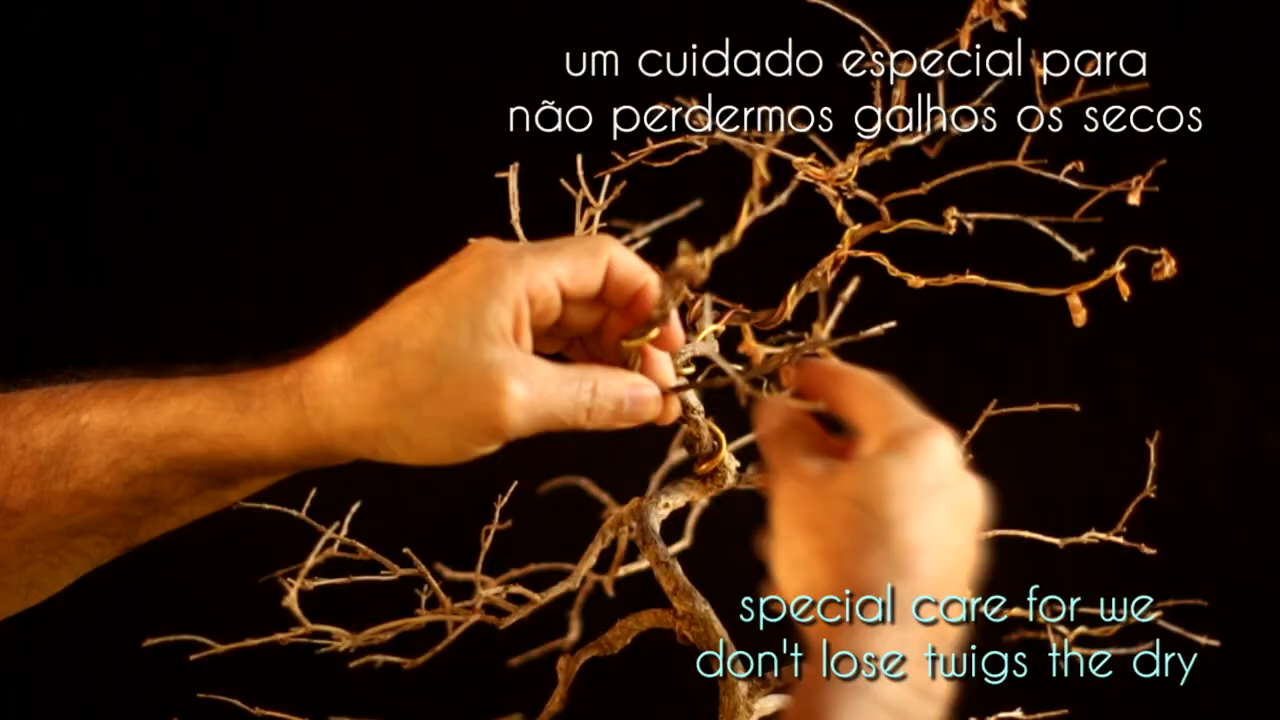 um cuidado especial para
não perdermos galhos os secos
special care for we
don't lose twigs the dry